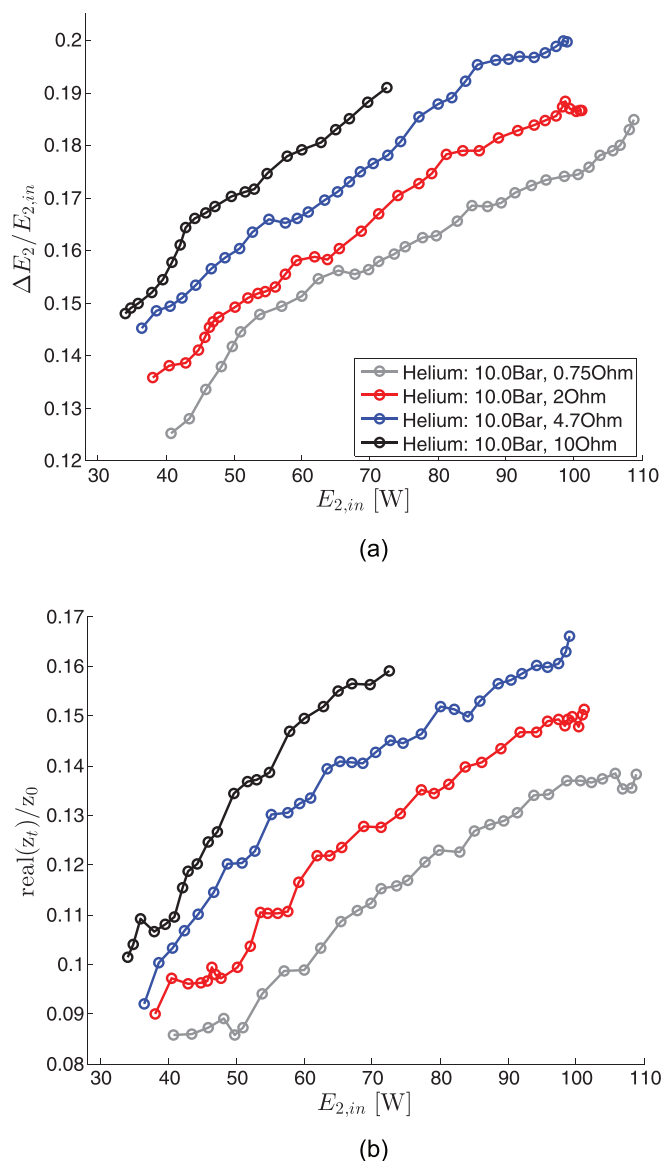 0.2
0.19
0.18
0.17
0.16
0.15
0.14
0.13
0.12
ΔE₂/E₂,ᵢₙ
Helium: 10.0Bar, 0.75Ohm
Helium: 10.0Bar, 2Ohm
Helium: 10.0Bar, 4.7Ohm
Helium: 10.0Bar, 10Ohm
30 40 50 60 70 80 90 100 110
E₂,ᵢₙ [W]
(a)
0.17
0.16
0.15
0.14
0.13
0.12
0.11
0.1
0.09
0.08
real(zₜ)/z₀
30 40 50 60 70 80 90 100 110
E₂,ᵢₙ [W]
(b)